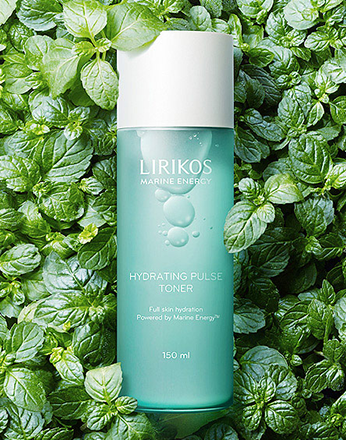 LIRIKOS
MARINE ENERGY
HYDRATING PULSE
TONER
Full skin hydration
Powered by Marine Energy™
150 ml